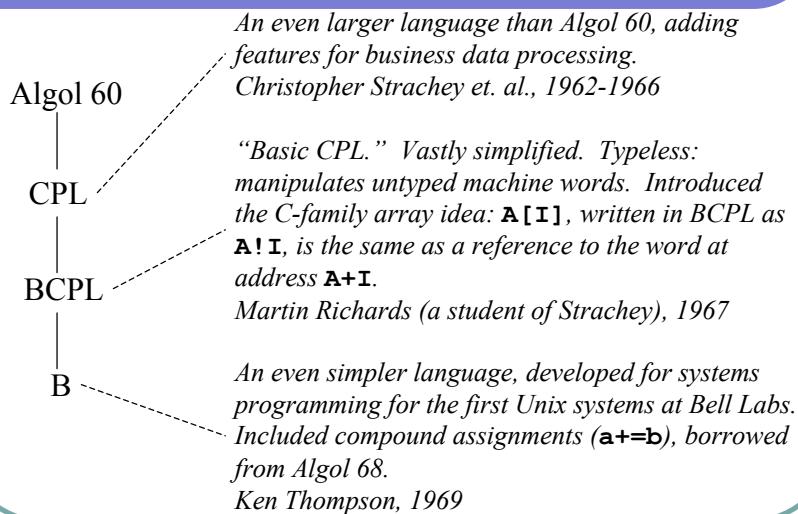 An even larger language than Algol 60, adding
features for business data processing.
Christopher Strachey et. al., 1962-1966
Algol 60
“Basic CPL.” Vastly simplified. Typeless:
manipulates untyped machine words. Introduced
the C-family array idea: A[I], written in BCPL as
A!I, is the same as a reference to the word at
address A+I.
Martin Richards (a student of Strachey), 1967
CPL
BCPL
An even simpler language, developed for systems
programming for the first Unix systems at Bell Labs.
Included compound assignments (a+=b), borrowed
from Algol 68.
Ken Thompson, 1969
B